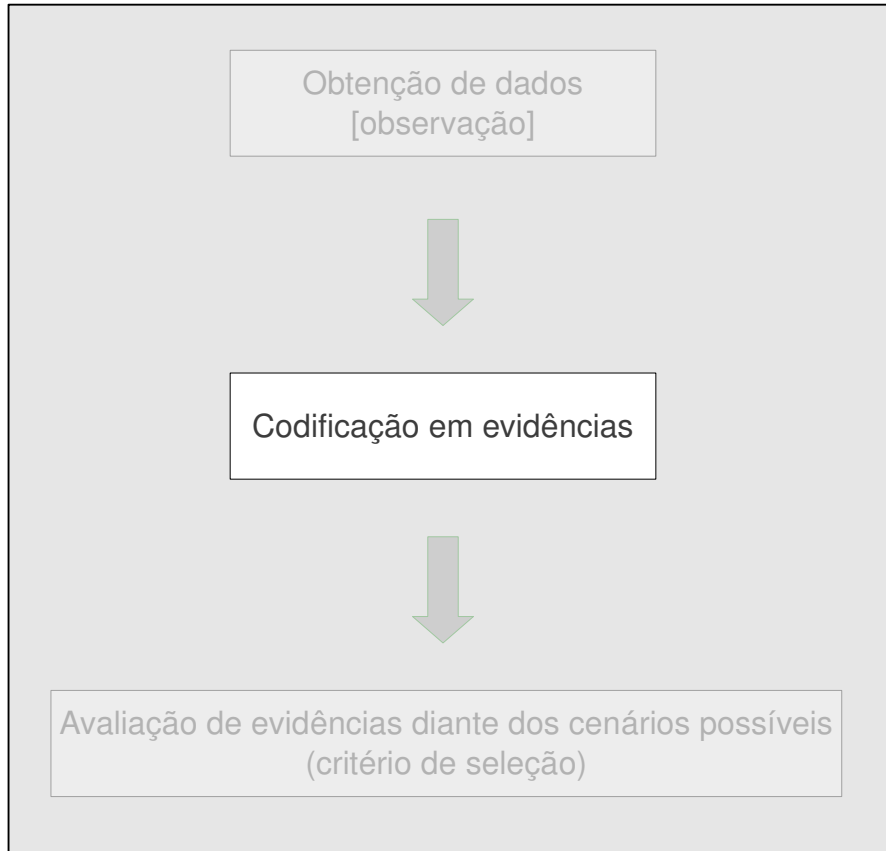 Obtenção de dados
[observação]
Codificação em evidências
Avaliação de evidências diante dos cenários possíveis
(critério de seleção)